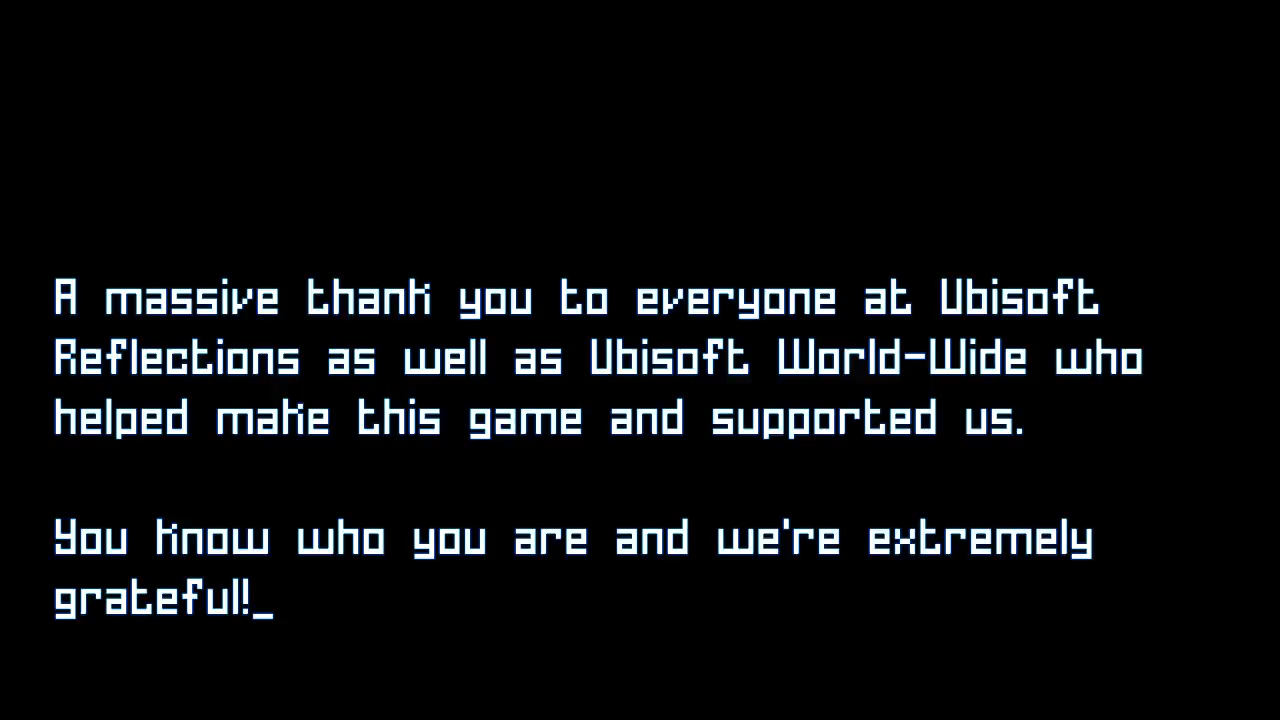 A massive thank you to everyone at Ubisoft
Reflections as well as Ubisoft World-Wide who
helped make this game and supported us.
You know who you are and we're extremely
grateful!_